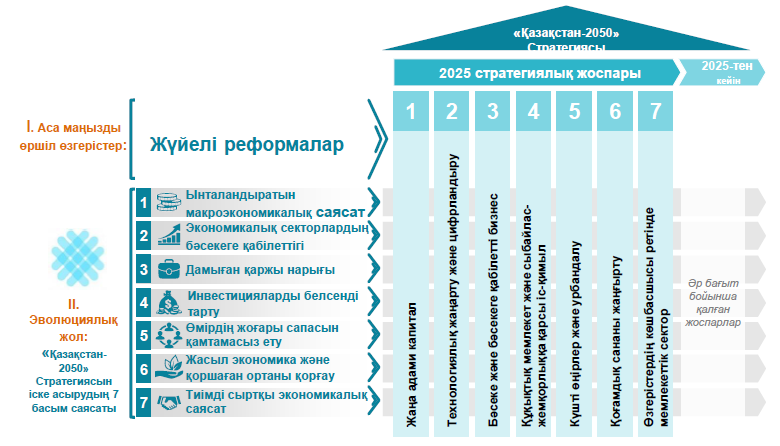 «Қазақстан-2050»
Стратегиясы
2025 стратегиялық жоспары
2025-тен
кейін
I. Аса маңызды
өршіл өзгерістер:
Жүйелі реформалар
1
2
3
4
5
6
7
Жаңа адами капитал
Технологиялық жаңарту және цифрландыру
Бәсеке және бәсекеге қабілетті бизнес
Құқықтық мемлекет және сыбайлас-
жемқорлыққа қарсы іс-қимыл
Күшті өңірлер және урбандалу
Қоғамдық сананы жаңғырту
Өзгерістердің көш басшысы ретінде
мемлекеттік сектор
II.
Эволюциялық
жол:
«Қазақстан-
2050»
Стратегиясын
іске асырудың 7
басым саясаты
1
Ынталандыратын
макроэкономикалық саясат
2
Экономикалық секторлардың
бәсекеге қабілеттігі
3
Дамыған қаржы нарығы
4
Инвестицияларды белсенді
тарту
5
Өмірдің жоғары сапасын
қамтамасыз ету
6
Жасыл экономика және
қоршаған ортаны қорғау
7
Тиімді сыртқы экономикалық
саясат
Әр бағыт
бойынша
қалған
жоспарлар